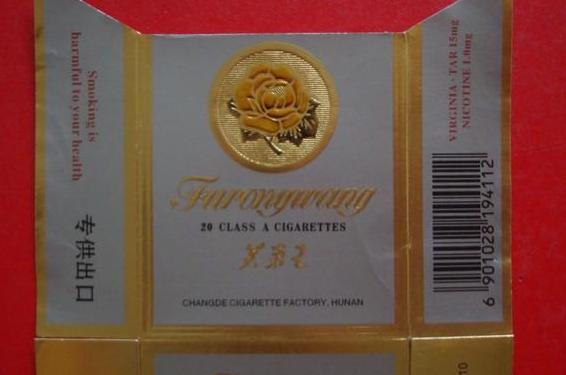 Smoking is
harmful to your health
专供出口
Furongwang
20 CLASS A CIGARETTES
芙蓉王
CHANGDE CIGARETTE FACTORY, HUNAN
VIRGINIA · TAR 15mg
NICOTINE 1.0mg
6 901028 194112
10